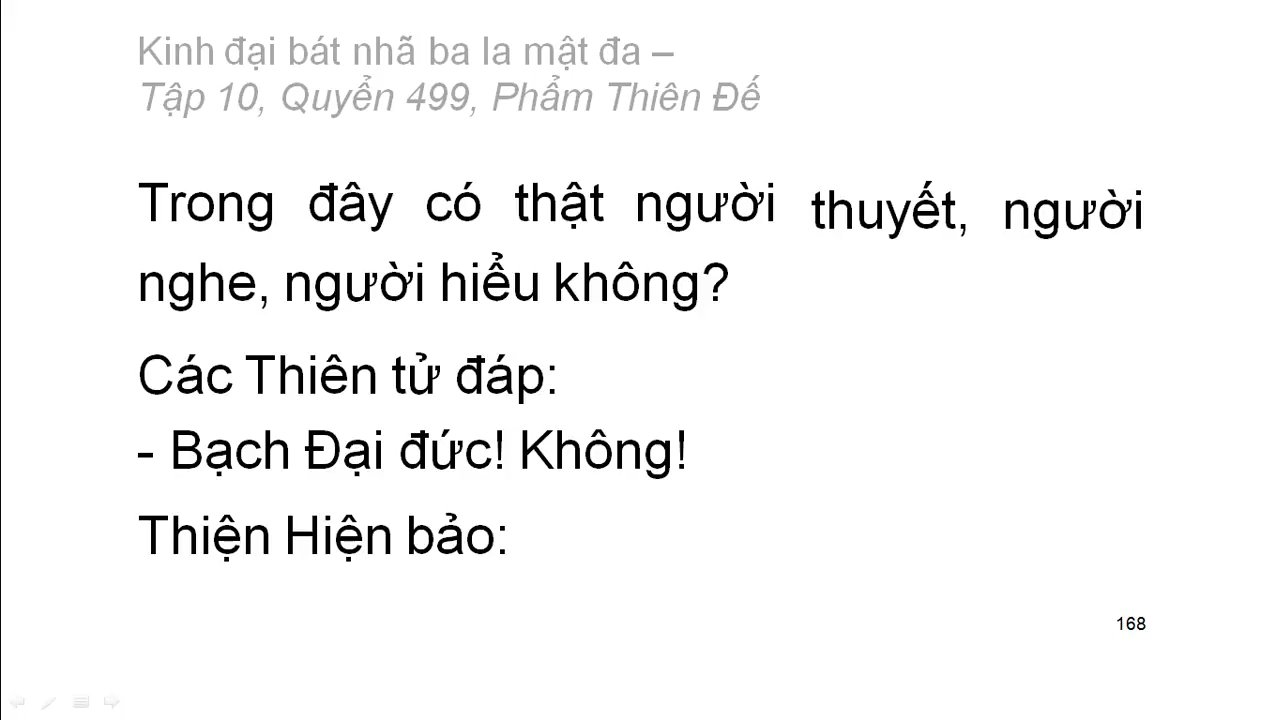 Kinh đại bát nhã ba la mật đa –
Tập 10, Quyển 499, Phẩm Thiên Đế
Trong đây có thật người thuyết, người
nghe, người hiểu không?
Các Thiên tử đáp:
- Bạch Đại đức! Không!
Thiện Hiện bảo:
168